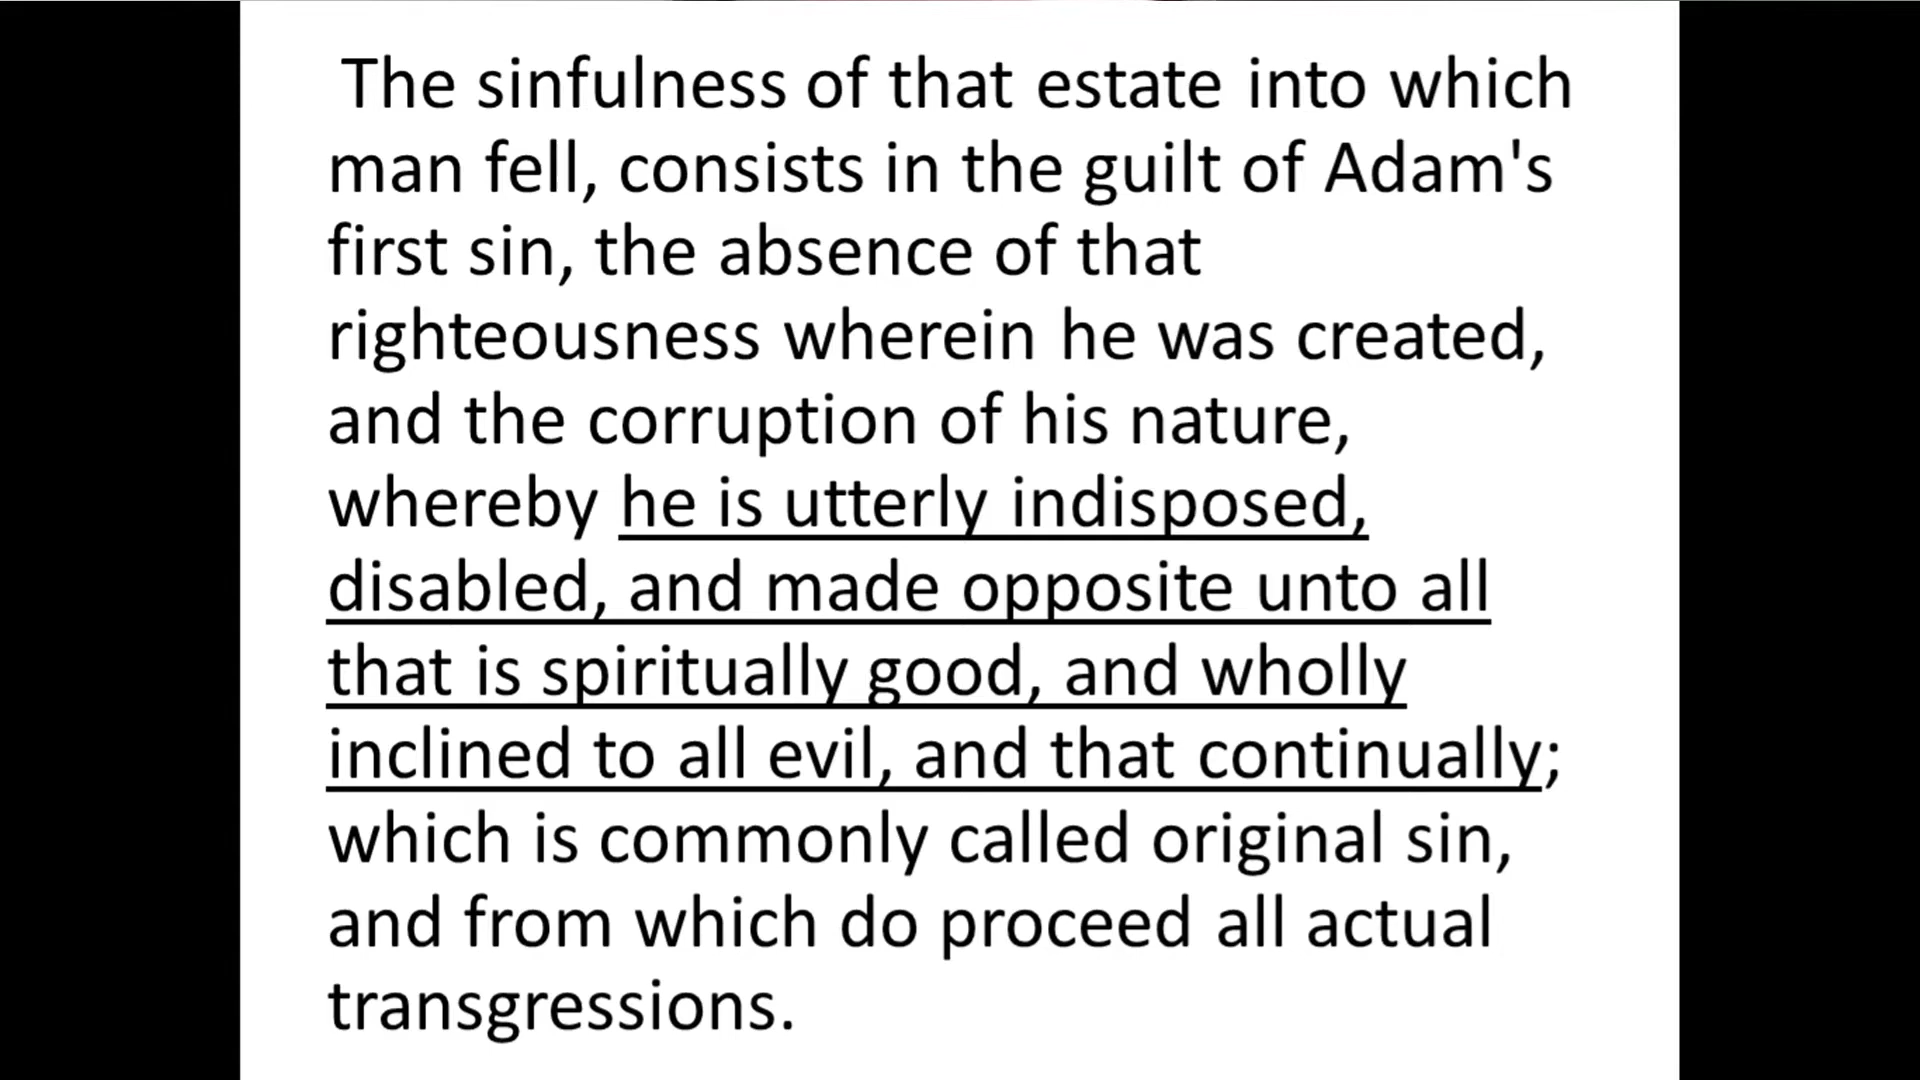 The sinfulness of that estate into which
man fell, consists in the guilt of Adam's
first sin, the absence of that
righteousness wherein he was created,
and the corruption of his nature,
whereby he is utterly indisposed,
disabled, and made opposite unto all
that is spiritually good, and wholly
inclined to all evil, and that continually;
which is commonly called original sin,
and from which do proceed all actual
transgressions.